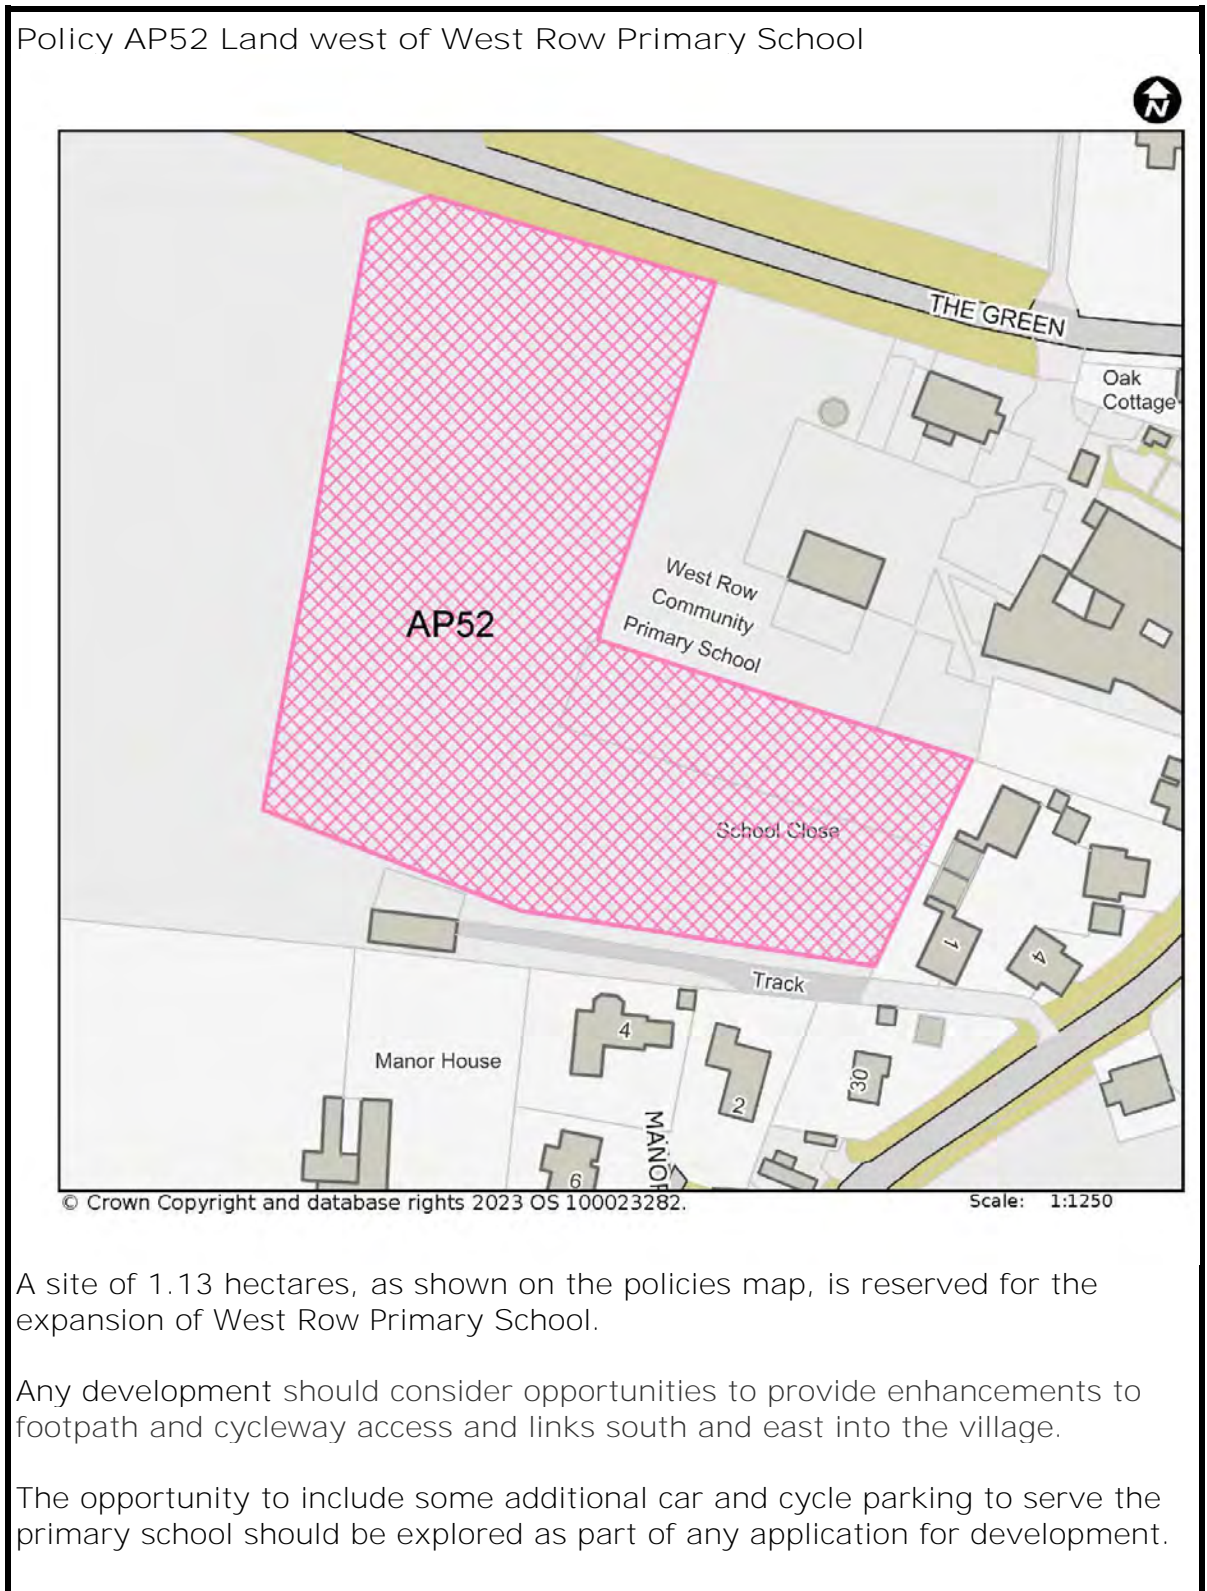 Policy AP52 Land west of West Row Primary School
N
THE GREEN
Oak
Cottage
West Row
Community
Primary School
AP52
School Close
1
4
Track
4
Manor House
2
30
MANOR
6
© Crown Copyright and database rights 2023 OS 100023282.
Scale: 1:1250
A site of 1.13 hectares, as shown on the policies map, is reserved for the
expansion of West Row Primary School.
Any development should consider opportunities to provide enhancements to
footpath and cycleway access and links south and east into the village.
The opportunity to include some additional car and cycle parking to serve the
primary school should be explored as part of any application for development.